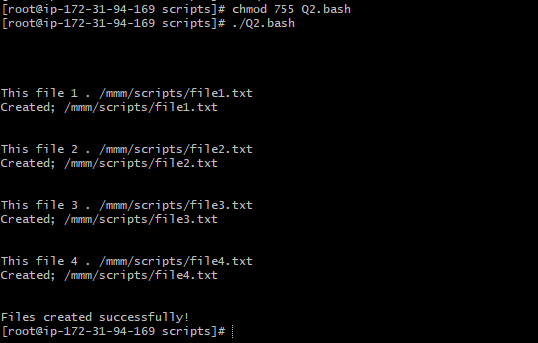 [root@ip-172-31-94-169 scripts]# chmod 755 Q2.bash
[root@ip-172-31-94-169 scripts]# ./Q2.bash
This file 1 . /mmm/scripts/file1.txt
Created; /mmm/scripts/file1.txt
This file 2 . /mmm/scripts/file2.txt
Created; /mmm/scripts/file2.txt
This file 3 . /mmm/scripts/file3.txt
Created; /mmm/scripts/file3.txt
This file 4 . /mmm/scripts/file4.txt
Created; /mmm/scripts/file4.txt
Files created successfully!
[root@ip-172-31-94-169 scripts]#